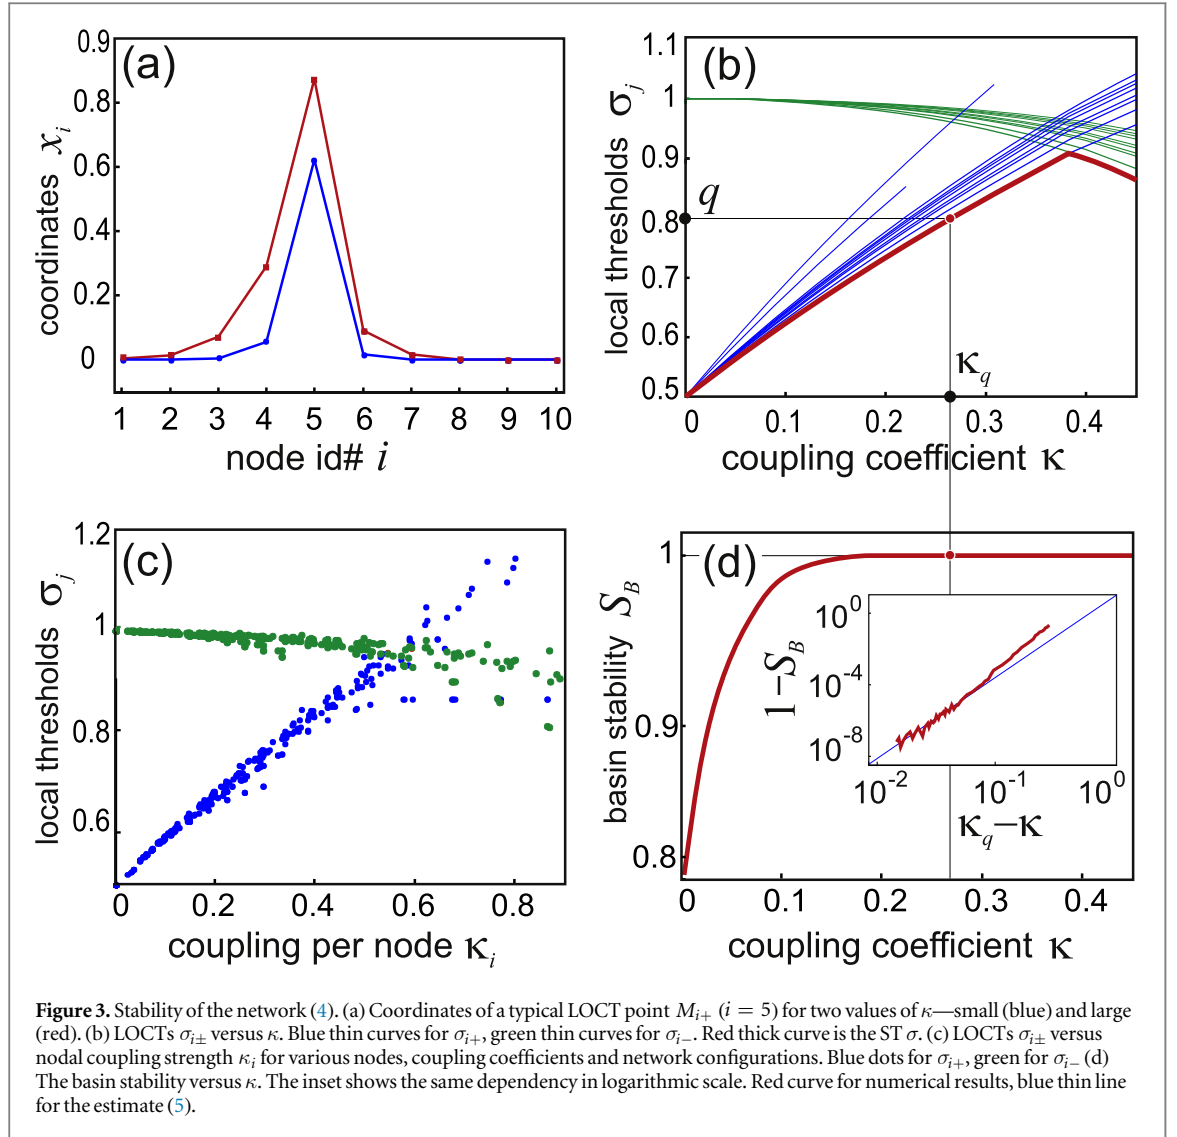 (a)
0.9
0.8
0.6
0.4
0.2
0
coordinates x_i
1 2 3 4 5 6 7 8 9 10
node id# i
(b)
1.1
1
0.9
0.8
0.7
0.6
0.5
local thresholds σ_j
q
κ_q
0 0.1 0.2 0.3 0.4
coupling coefficient κ
(c)
1.2
1
0.8
0.6
local thresholds σ_j
0 0.2 0.4 0.6 0.8
coupling per node κ_i
(d)
1
0.9
0.8
basin stability S_B
10^0
10^-4
10^-8
1−S_B
10^-2 10^-1 10^0
κ_q−κ
0 0.1 0.2 0.3 0.4
coupling coefficient κ
Figure 3. Stability of the network (4). (a) Coordinates of a typical LOCT point M_{i+} (i = 5) for two values of κ—small (blue) and large
(red). (b) LOCTs σ_{i±} versus κ. Blue thin curves for σ_{i+}, green thin curves for σ_{i−}. Red thick curve is the ST σ. (c) LOCTs σ_{i±} versus
nodal coupling strength κ_i for various nodes, coupling coefficients and network configurations. Blue dots for σ_{i+}, green for σ_{i−} (d)
The basin stability versus κ. The inset shows the same dependency in logarithmic scale. Red curve for numerical results, blue thin line
for the estimate (5).